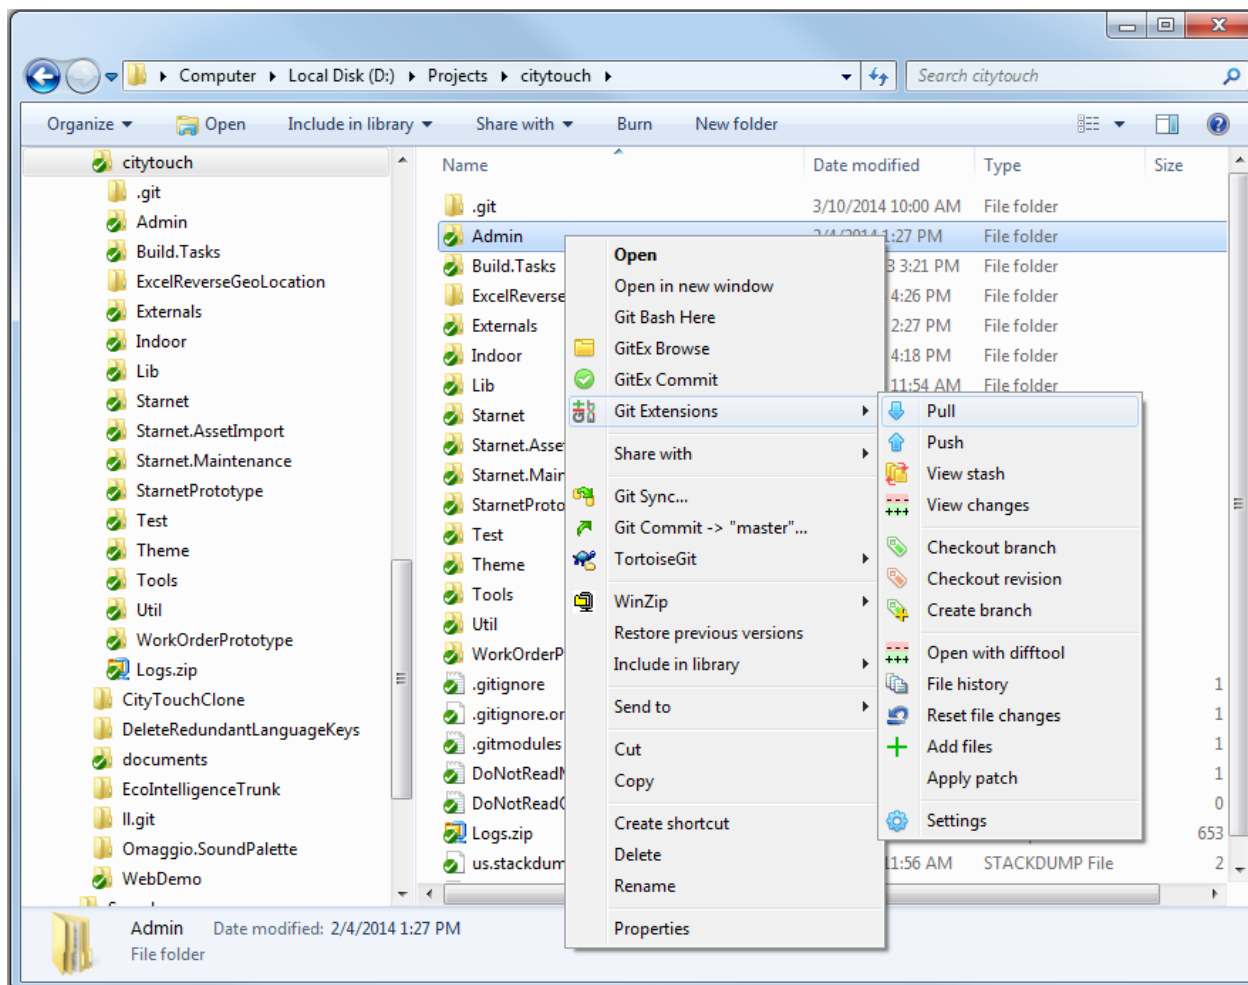 Computer ▸ Local Disk (D:) ▸ Projects ▸ citytouch ▸
Search citytouch
Organize Open Include in library Share with Burn New folder
citytouch
.git
Admin
Build.Tasks
ExcelReverseGeoLocation
Externals
Indoor
Lib
Starnet
Starnet.AssetImport
Starnet.Maintenance
StarnetPrototype
Test
Theme
Tools
Util
WorkOrderPrototype
Logs.zip
CityTouchClone
DeleteRedundantLanguageKeys
documents
EcoIntelligenceTrunk
II.git
Omaggio.SoundPalette
WebDemo
Name Date modified Type Size
.git 3/10/2014 10:00 AM File folder
Admin 2/4/2014 1:27 PM File folder
Build.Tasks 3 3:21 PM File folder
ExcelReverse 4:26 PM File folder
Externals 2:27 PM File folder
Indoor 4:18 PM File folder
Lib 11:54 AM File folder
Starnet
Starnet.Asse
Starnet.Main
StarnetProto
Test
Theme
Tools
Util
WorkOrderP
.gitignore 1
.gitignore.or 1
.gitmodules 1
DoNotReadM 1
DoNotReadC 0
Logs.zip 653
us.stackdum 11:56 AM STACKDUMP File 2
Open
Open in new window
Git Bash Here
GitEx Browse
GitEx Commit
Git Extensions
Share with
Git Sync...
Git Commit -> "master"...
TortoiseGit
WinZip
Restore previous versions
Include in library
Send to
Cut
Copy
Create shortcut
Delete
Rename
Properties
Pull
Push
View stash
View changes
Checkout branch
Checkout revision
Create branch
Open with difftool
File history
Reset file changes
Add files
Apply patch
Settings
Admin Date modified: 2/4/2014 1:27 PM
File folder